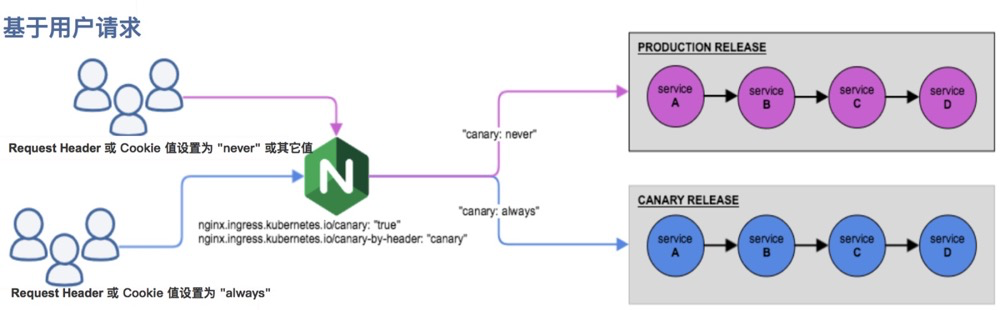 基于用户请求
Request Header 或 Cookie 值设置为 "never" 或其它值
N
nginx.ingress.kubernetes.io/canary: "true"
nginx.ingress.kubernetes.io/canary-by-header: "canary"
Request Header 或 Cookie 值设置为 "always"
"canary: never"
"canary: always"
PRODUCTION RELEASE
service A
service B
service C
service D
CANARY RELEASE
service A
service B
service C
service D